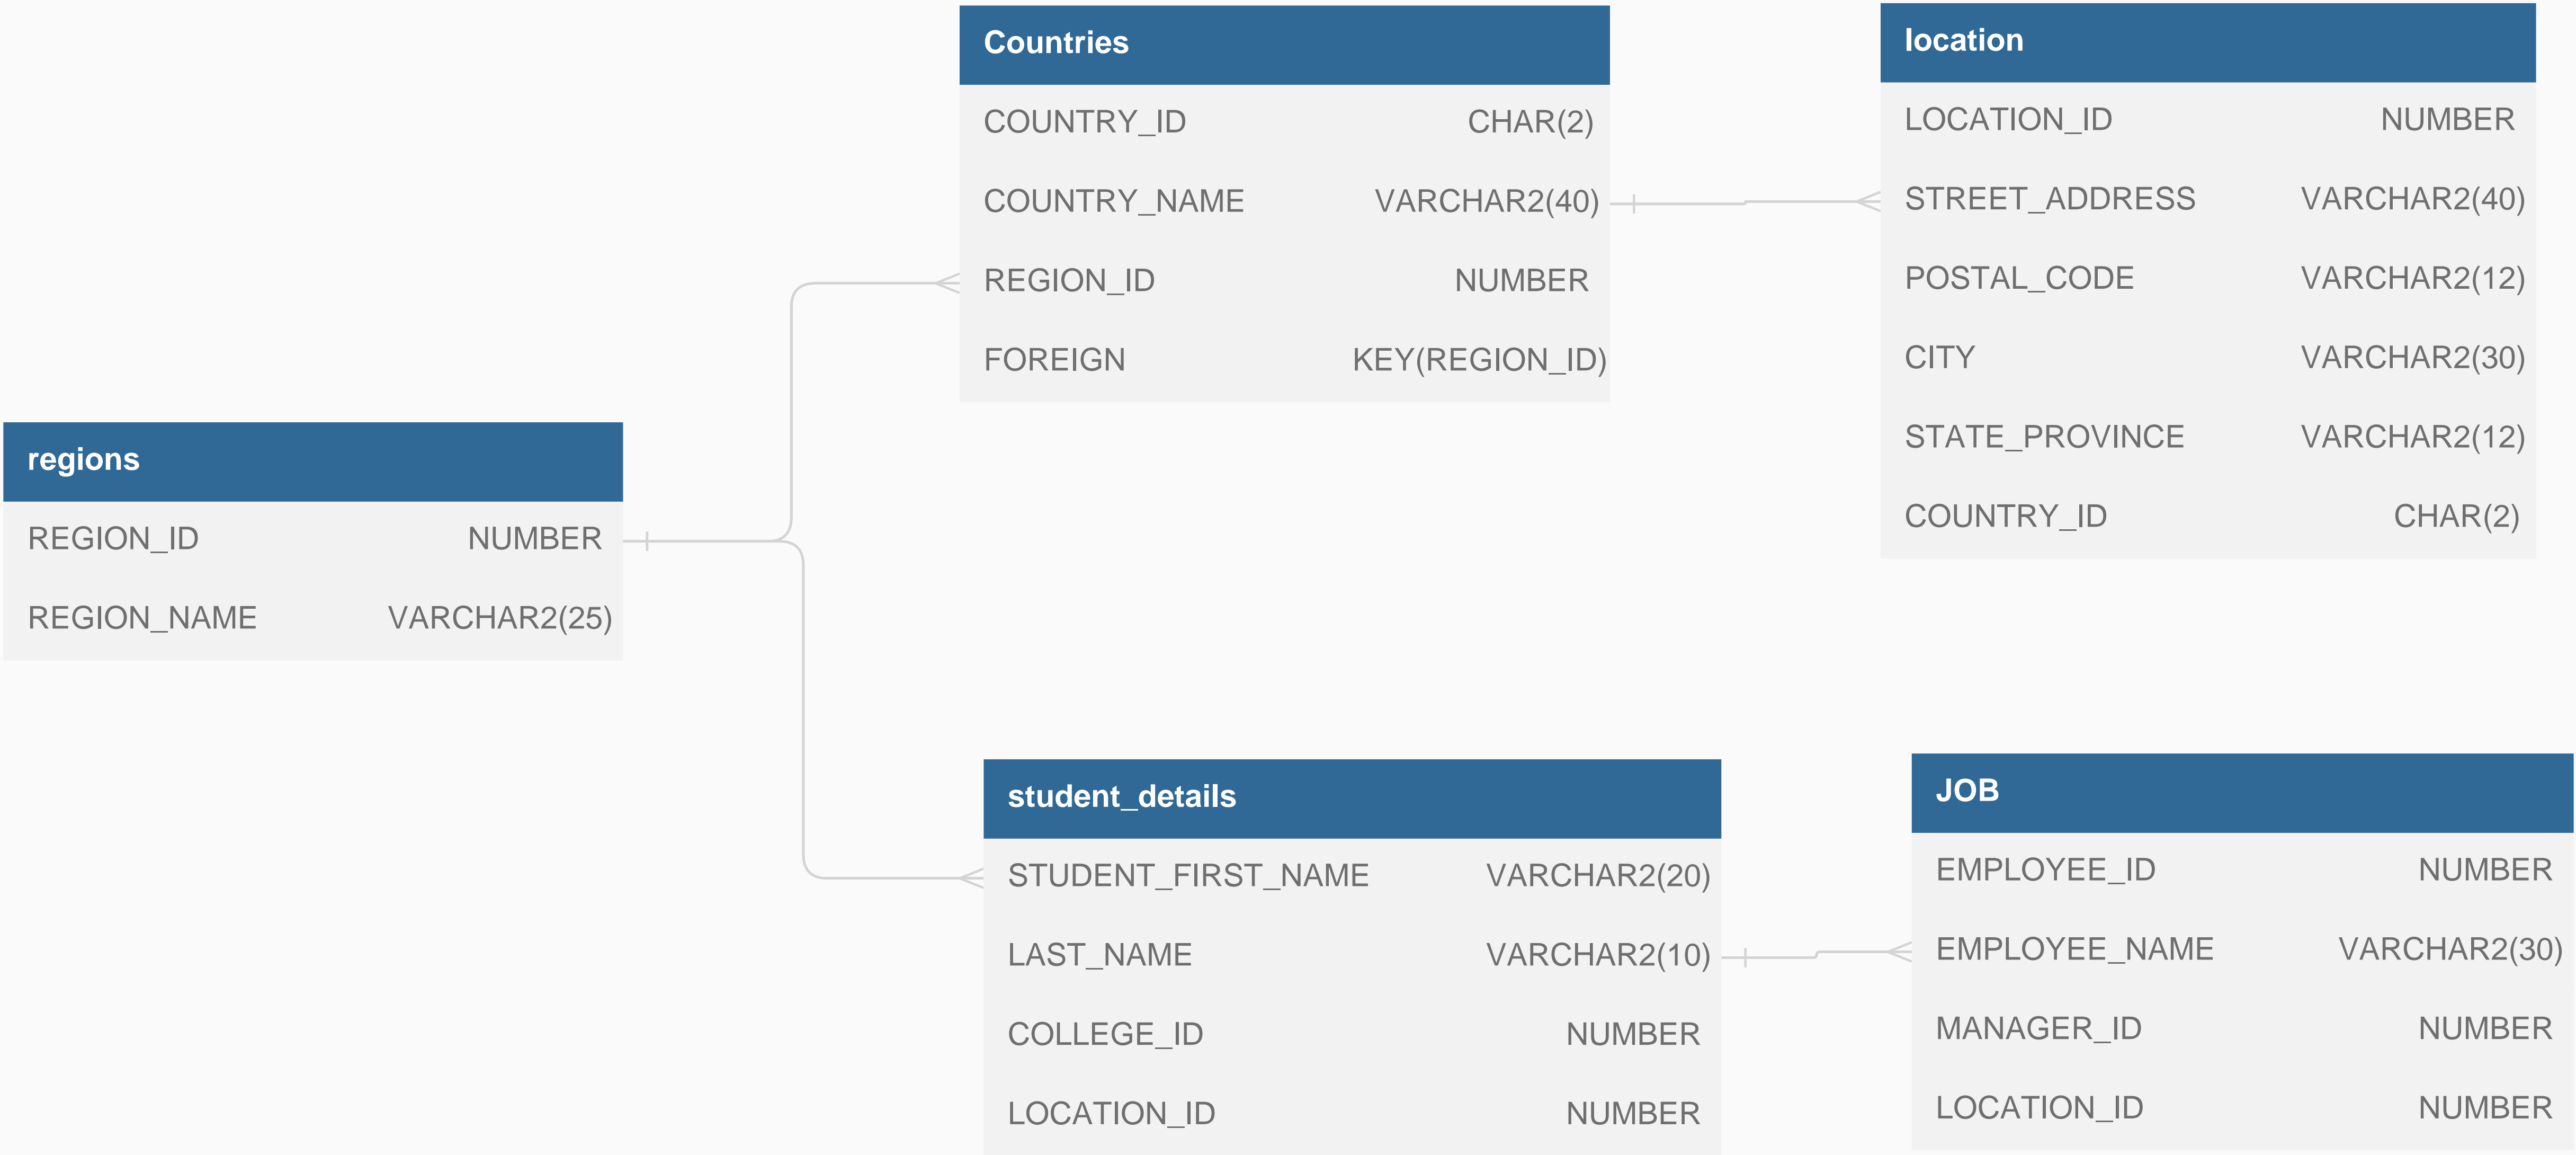 Countries
COUNTRY_ID CHAR(2)
COUNTRY_NAME VARCHAR2(40)
REGION_ID NUMBER
FOREIGN KEY(REGION_ID)
location
LOCATION_ID NUMBER
STREET_ADDRESS VARCHAR2(40)
POSTAL_CODE VARCHAR2(12)
CITY VARCHAR2(30)
STATE_PROVINCE VARCHAR2(12)
COUNTRY_ID CHAR(2)
regions
REGION_ID NUMBER
REGION_NAME VARCHAR2(25)
student_details
STUDENT_FIRST_NAME VARCHAR2(20)
LAST_NAME VARCHAR2(10)
COLLEGE_ID NUMBER
LOCATION_ID NUMBER
JOB
EMPLOYEE_ID NUMBER
EMPLOYEE_NAME VARCHAR2(30)
MANAGER_ID NUMBER
LOCATION_ID NUMBER